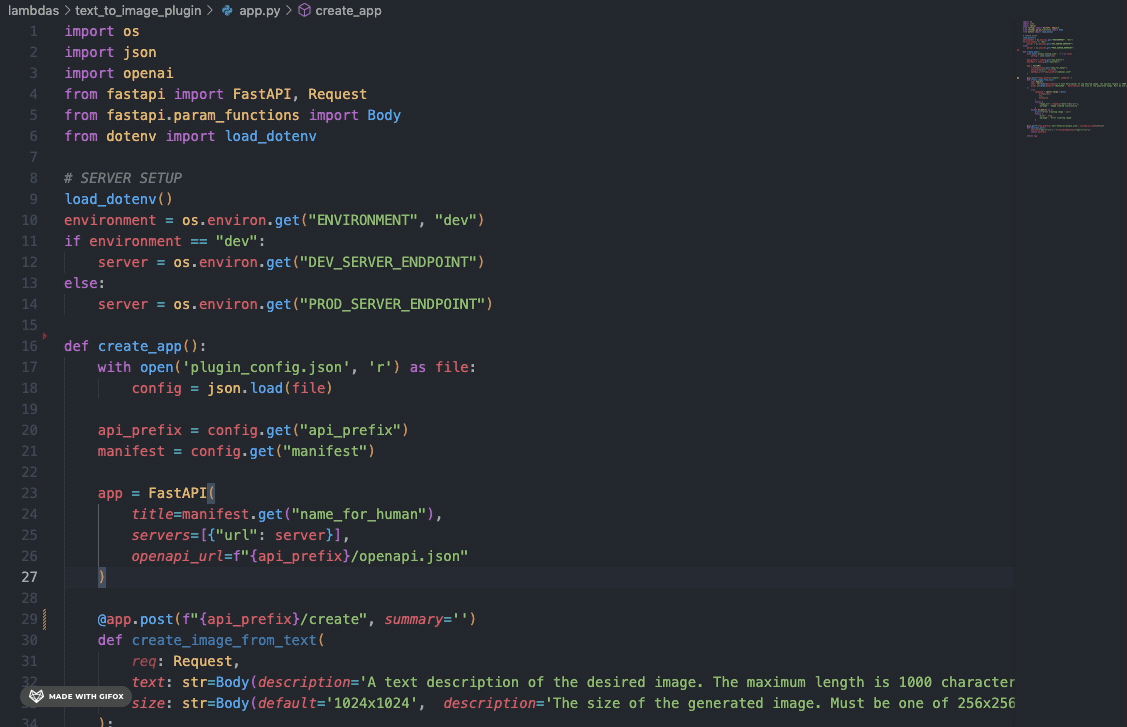 lambdas > text_to_image_plugin > app.py > create_app
1 import os
2 import json
3 import openai
4 from fastapi import FastAPI, Request
5 from fastapi.param_functions import Body
6 from dotenv import load_dotenv
7
8 # SERVER SETUP
9 load_dotenv()
10 environment = os.environ.get("ENVIRONMENT", "dev")
11 if environment == "dev":
12     server = os.environ.get("DEV_SERVER_ENDPOINT")
13 else:
14     server = os.environ.get("PROD_SERVER_ENDPOINT")
15
16 def create_app():
17     with open('plugin_config.json', 'r') as file:
18         config = json.load(file)
19
20     api_prefix = config.get("api_prefix")
21     manifest = config.get("manifest")
22
23     app = FastAPI(
24         title=manifest.get("name_for_human"),
25         servers=[{"url": server}],
26         openapi_url=f"{api_prefix}/openapi.json"
27     )
28
29     @app.post(f"{api_prefix}/create", summary='')
30     def create_image_from_text(
31         req: Request,
32         text: str=Body(description='A text description of the desired image. The maximum length is 1000 character
size: str=Body(default='1024x1024',  description='The size of the generated image. Must be one of 256x256
34     ):
MADE WITH GIFOX